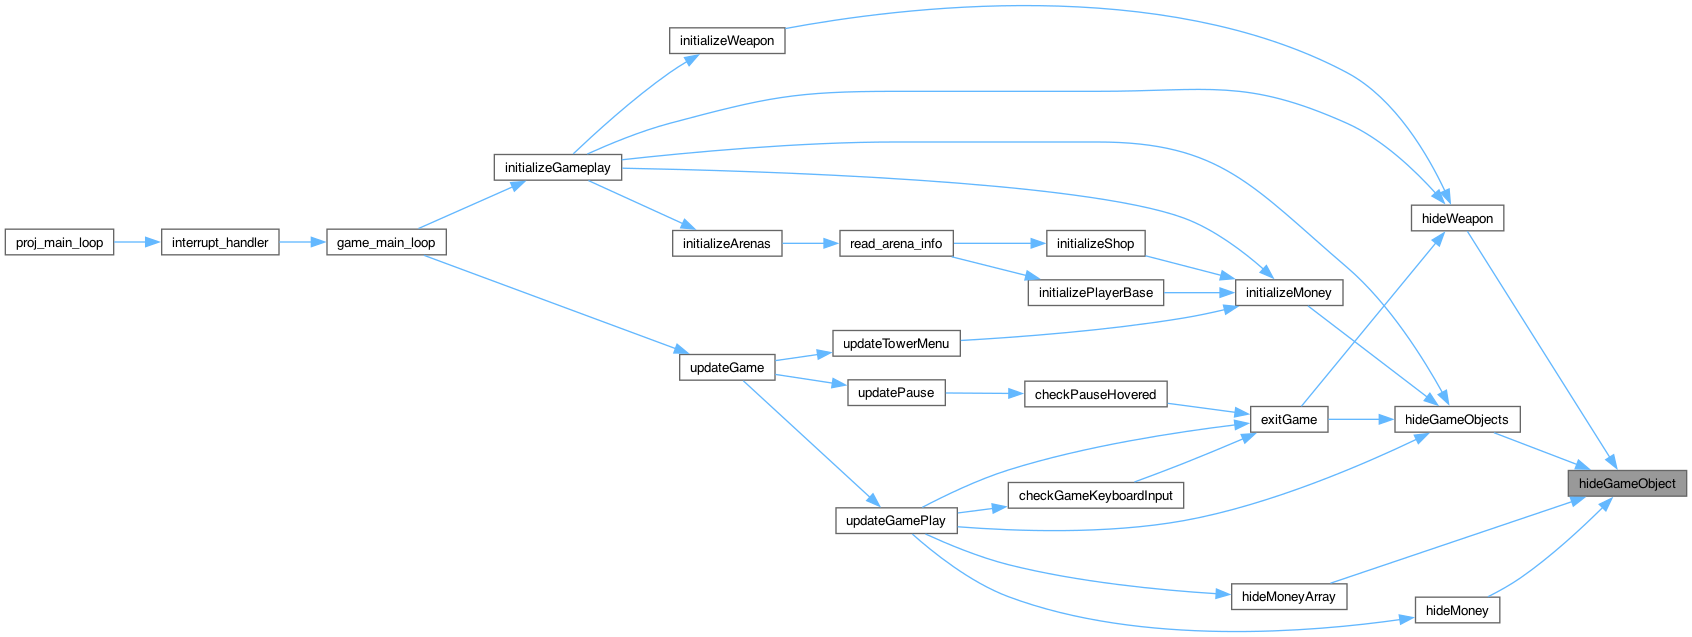 initializeWeapon
initializeGameplay
hideWeapon
proj_main_loop
interrupt_handler
game_main_loop
initializeArenas
read_arena_info
initializeShop
initializePlayerBase
initializeMoney
updateTowerMenu
updateGame
updatePause
checkPauseHovered
exitGame
hideGameObjects
hideGameObject
checkGameKeyboardInput
updateGamePlay
hideMoneyArray
hideMoney